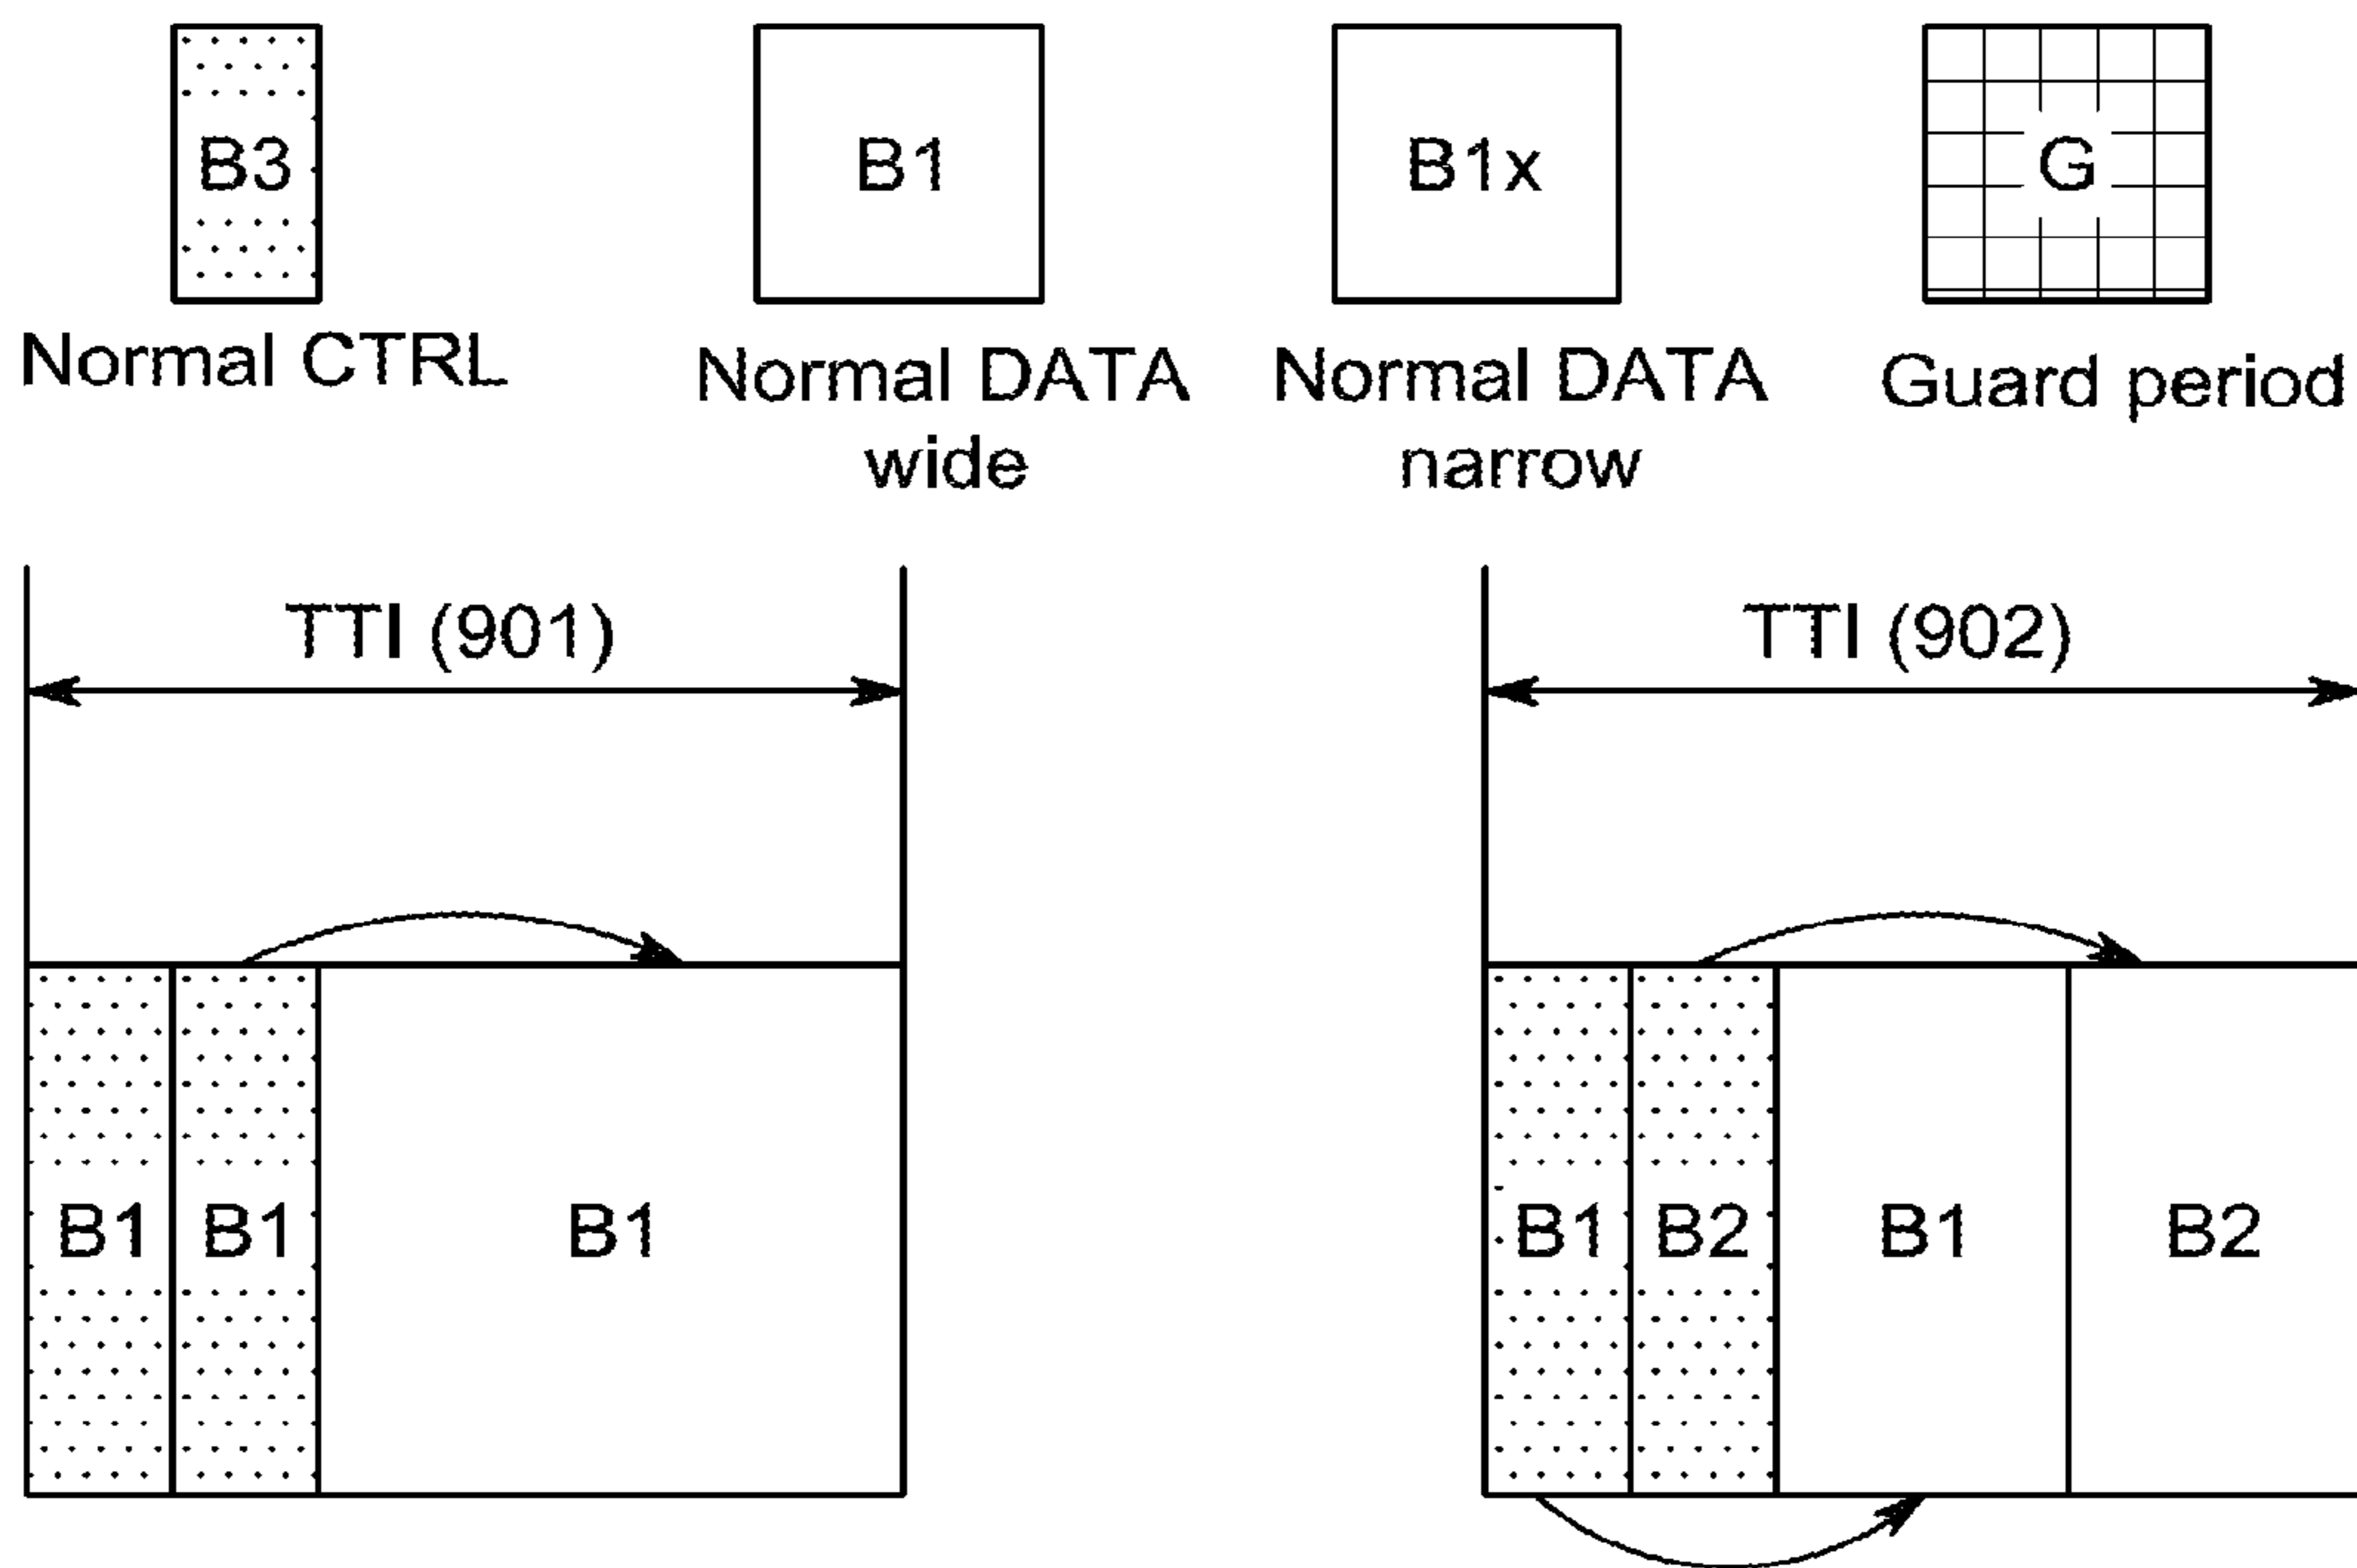 B3
B1
B1x
G
Normal CTRL
Normal DATA
wide
Normal DATA
narrow
Guard period
TTI (901)
TTI (902)
B1
B1
B1
B1
B2
B1
B2